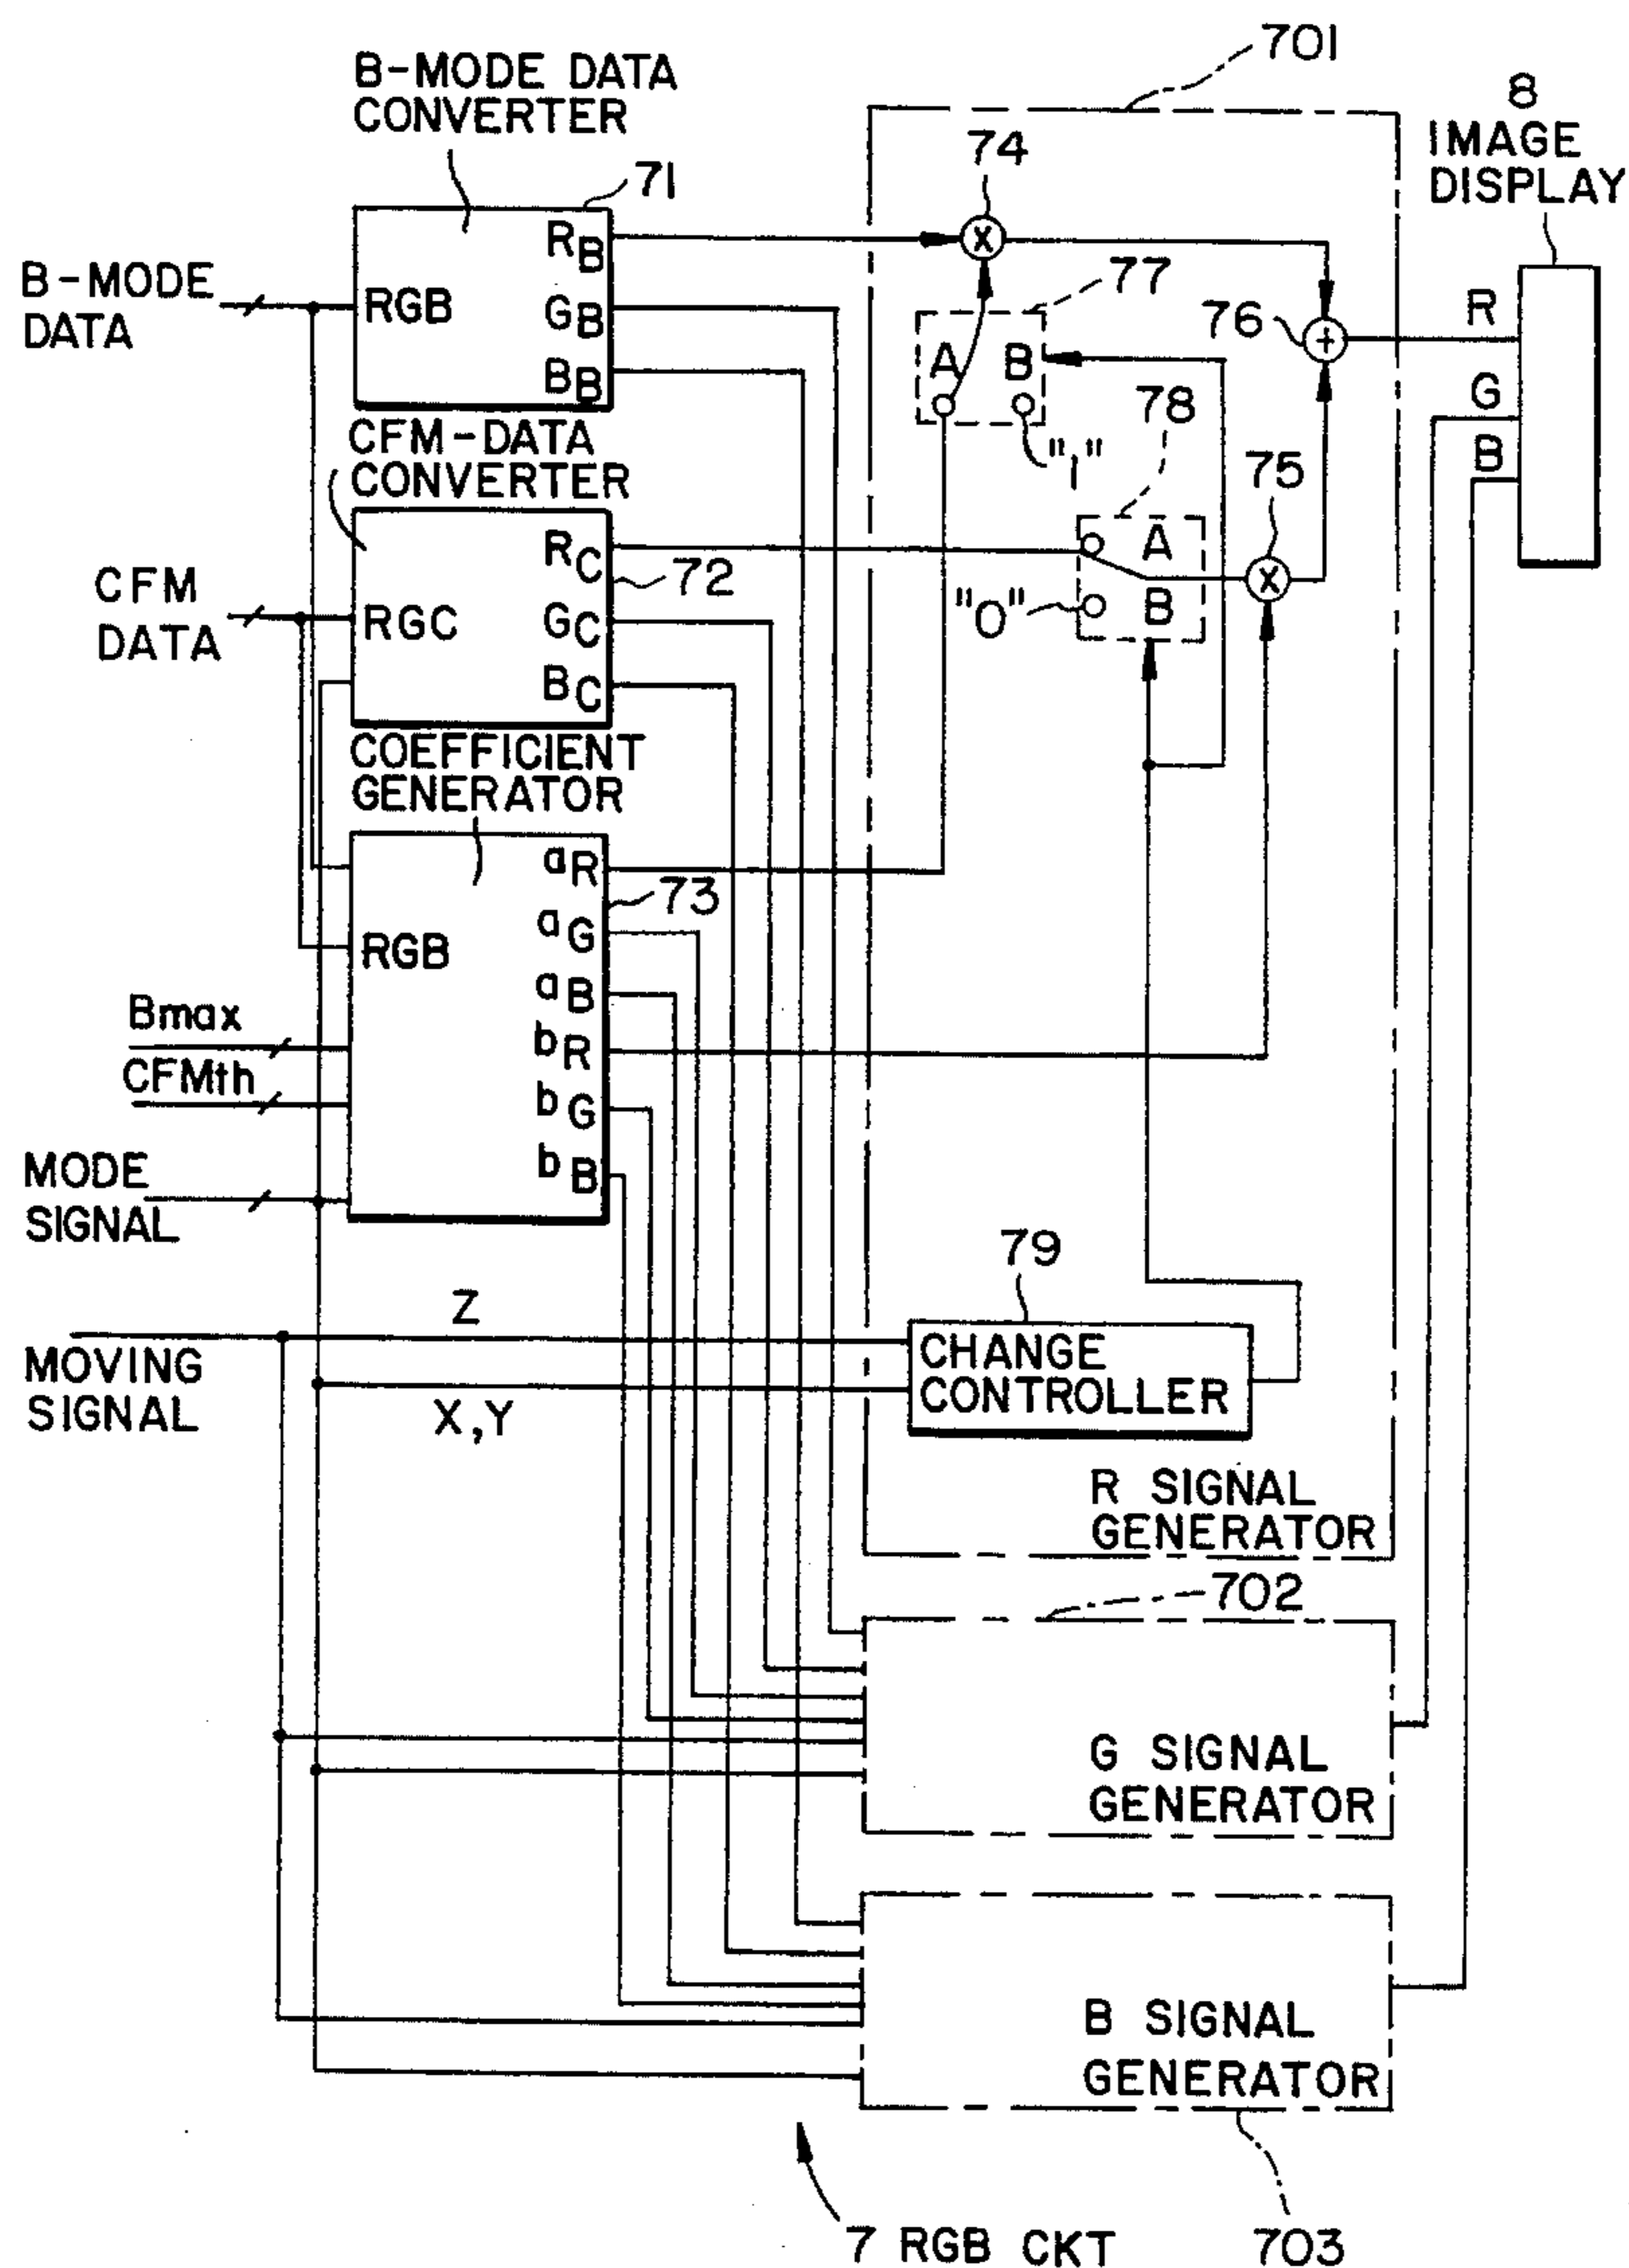 701
B-MODE DATA
CONVERTER
8
IMAGE
DISPLAY
71
74
B-MODE
DATA
RGB
RB
GB
BB
77
A
B
"1"
76
+
X
R
G
B
CFM-DATA
CONVERTER
78
75
A
B
"0"
X
CFM
DATA
RGC
RC
GC
BC
72
COEFFICIENT
GENERATOR
RGB
aR
aG
aB
bR
bG
bB
73
Bmax
CFMth
MODE
SIGNAL
79
Z
MOVING
SIGNAL
X,Y
CHANGE
CONTROLLER
R SIGNAL
GENERATOR
702
G SIGNAL
GENERATOR
B SIGNAL
GENERATOR
7 RGB CKT
703